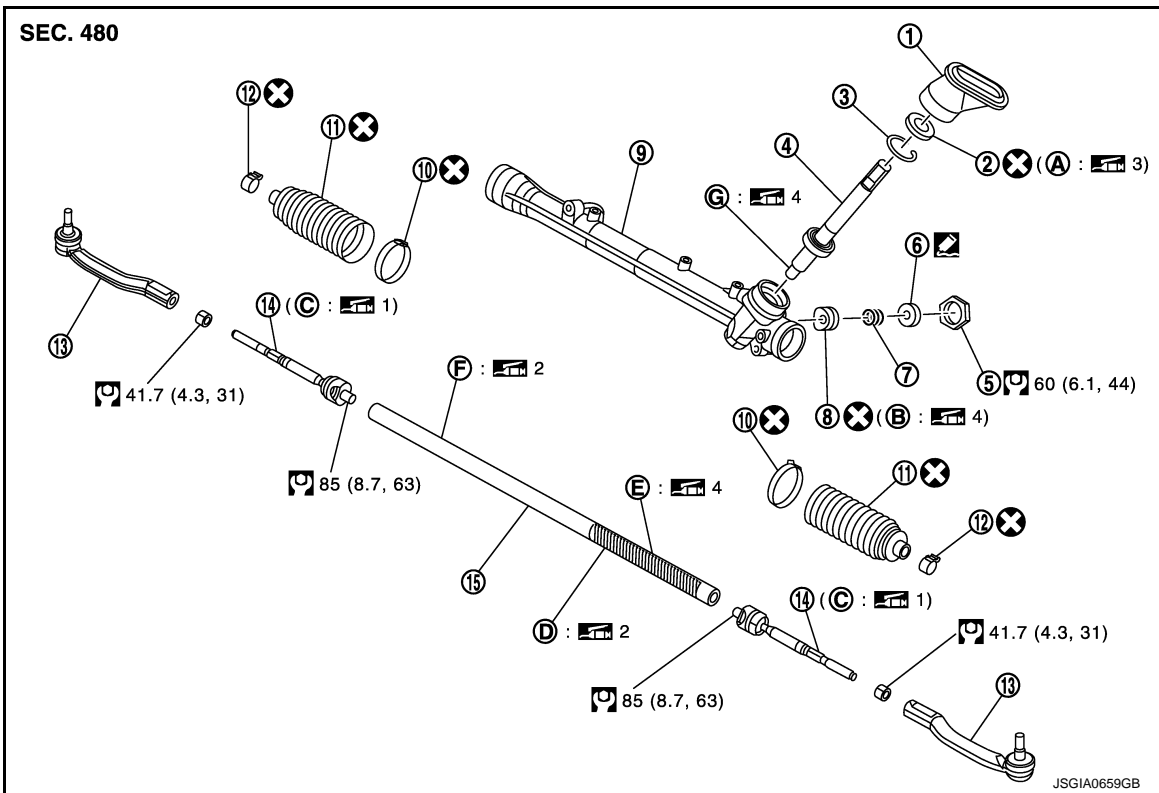 SEC. 480
①
⑫
③
⑪
④
⑨
② (Ⓐ : 3)
⑩
Ⓖ : 4
⑥
⑭ (Ⓒ : 1)
⑬
⑦
Ⓕ : 2
⑤ 60 (6.1, 44)
41.7 (4.3, 31)
⑩
⑧ (Ⓑ : 4)
85 (8.7, 63)
⑪
Ⓔ : 4
⑫
⑮
⑭ (Ⓒ : 1)
Ⓓ : 2
41.7 (4.3, 31)
85 (8.7, 63)
⑬
JSGIA0659GB